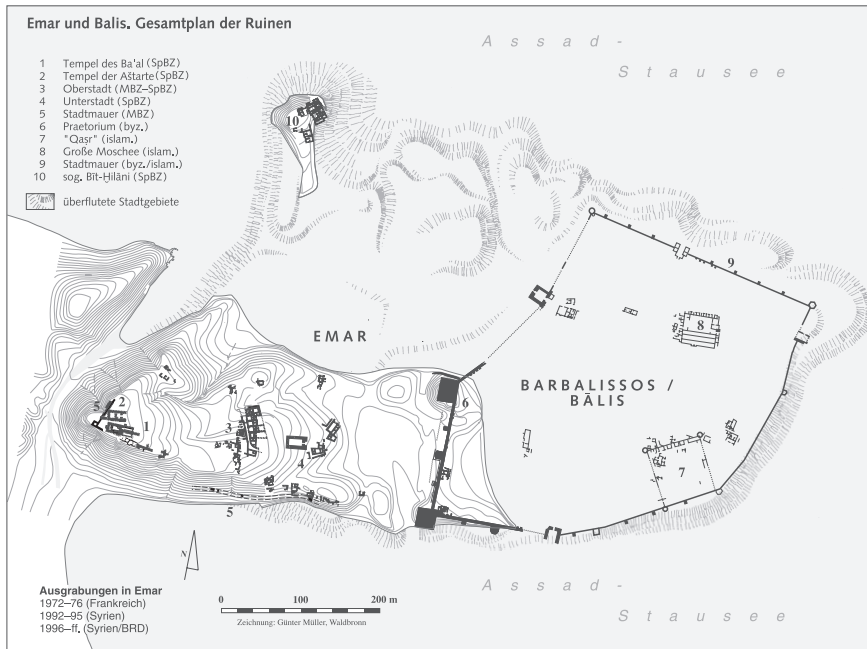 Emar und Balis. Gesamtplan der Ruinen
1 Tempel des Ba'al (SpBZ)
2 Tempel der Aštarte (SpBZ)
3 Oberstadt (MBZ–SpBZ)
4 Unterstadt (SpBZ)
5 Stadtmauer (MBZ)
6 Praetorium (byz.)
7 "Qaṣr" (islam.)
8 Große Moschee (islam.)
9 Stadtmauer (byz./islam.)
10 sog. Bīt-Ḫilāni (SpBZ)
überflutete Stadtgebiete
Assad-
Stausee
10
9
8
EMAR
BARBALISSOS /
BĀLIS
5
2
1
3
4
6
7
5
N
Assad-
Stausee
Ausgrabungen in Emar
1972–76 (Frankreich)
1992–95 (Syrien)
1996–ff. (Syrien/BRD)
0 100 200 m
Zeichnung: Günter Müller, Waldbronn